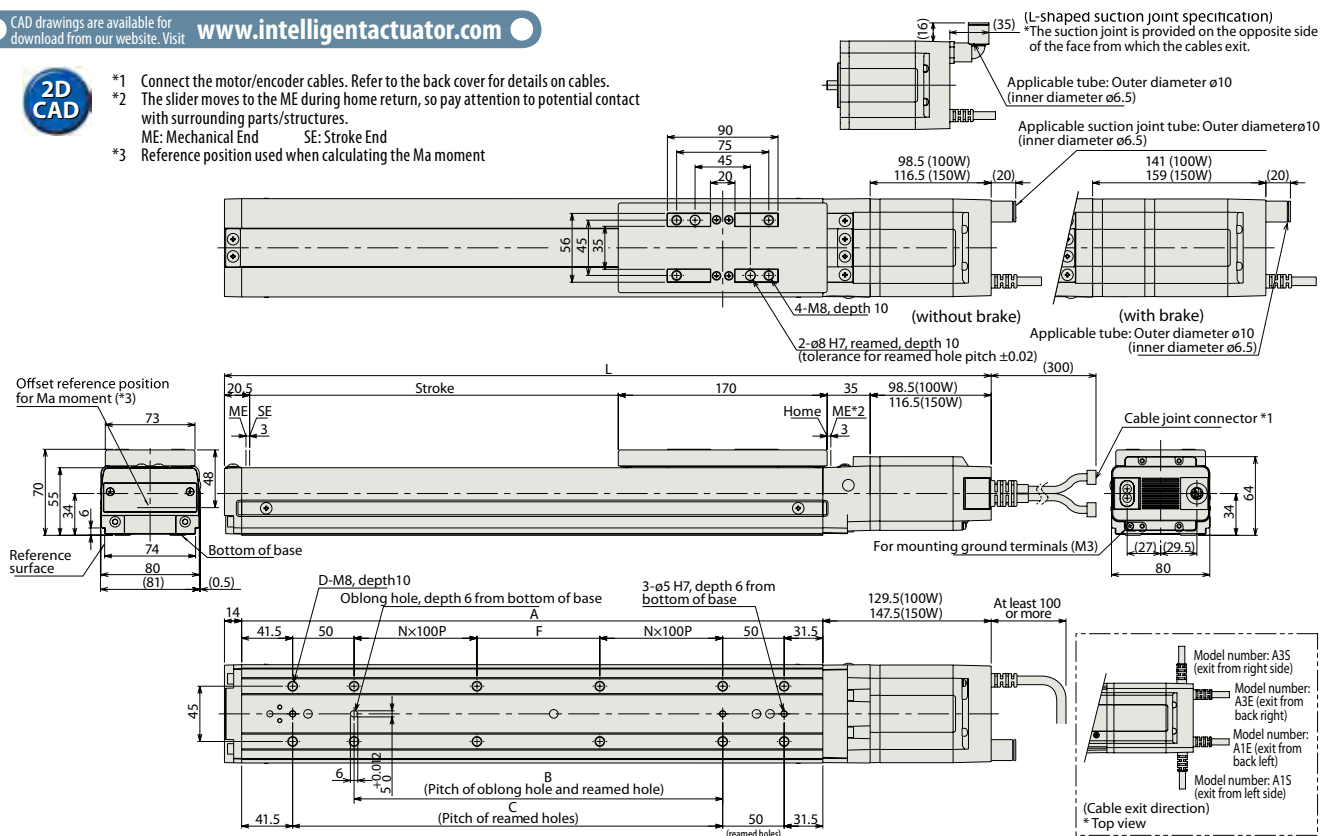 CAD drawings are available for
download from our website. Visit
www.intelligentactuator.com
2D
CAD
*1 Connect the motor/encoder cables. Refer to the back cover for details on cables.
*2 The slider moves to the ME during home return, so pay attention to potential contact
with surrounding parts/structures.
ME: Mechanical End SE: Stroke End
*3 Reference position used when calculating the Ma moment
(L-shaped suction joint specification)
*The suction joint is provided on the opposite side
of the face from which the cables exit.
(16)
(35)
Applicable tube: Outer diameter ø10
(inner diameter ø6.5)
Applicable suction joint tube: Outer diameterø10
(inner diameter ø6.5)
90
75
45
20
98.5 (100W)
116.5 (150W)
(20)
141 (100W)
159 (150W)
(20)
56
45
35
4-M8, depth 10
2-ø8 H7, reamed, depth 10
(tolerance for reamed hole pitch ±0.02)
(without brake)
(with brake)
Applicable tube: Outer diameter ø10
(inner diameter ø6.5)
Offset reference position
for Ma moment (*3)
73
70
55
34
6
48
Reference
surface
74
80
(81)
(0.5)
Bottom of base
L
(300)
20.5
Stroke
170
35
98.5(100W)
116.5(150W)
ME
SE
3
Home
ME*2
3
Cable joint connector *1
For mounting ground terminals (M3)
64
34
(27)
(29.5)
80
D-M8, depth10
Oblong hole, depth 6 from bottom of base
3-ø5 H7, depth 6 from
bottom of base
14
A
129.5(100W)
147.5(150W)
At least 100
or more
41.5
50
N×100P
F
N×100P
50
31.5
45
6
5 +0.012 0
B
(Pitch of oblong hole and reamed hole)
C
(Pitch of reamed holes)
41.5
50
31.5
(reamed holes)
Model number: A3S
(exit from right side)
Model number:
A3E (exit from
back right)
Model number:
A1E (exit from
back left)
Model number: A1S
(exit from left side)
(Cable exit direction)
* Top view